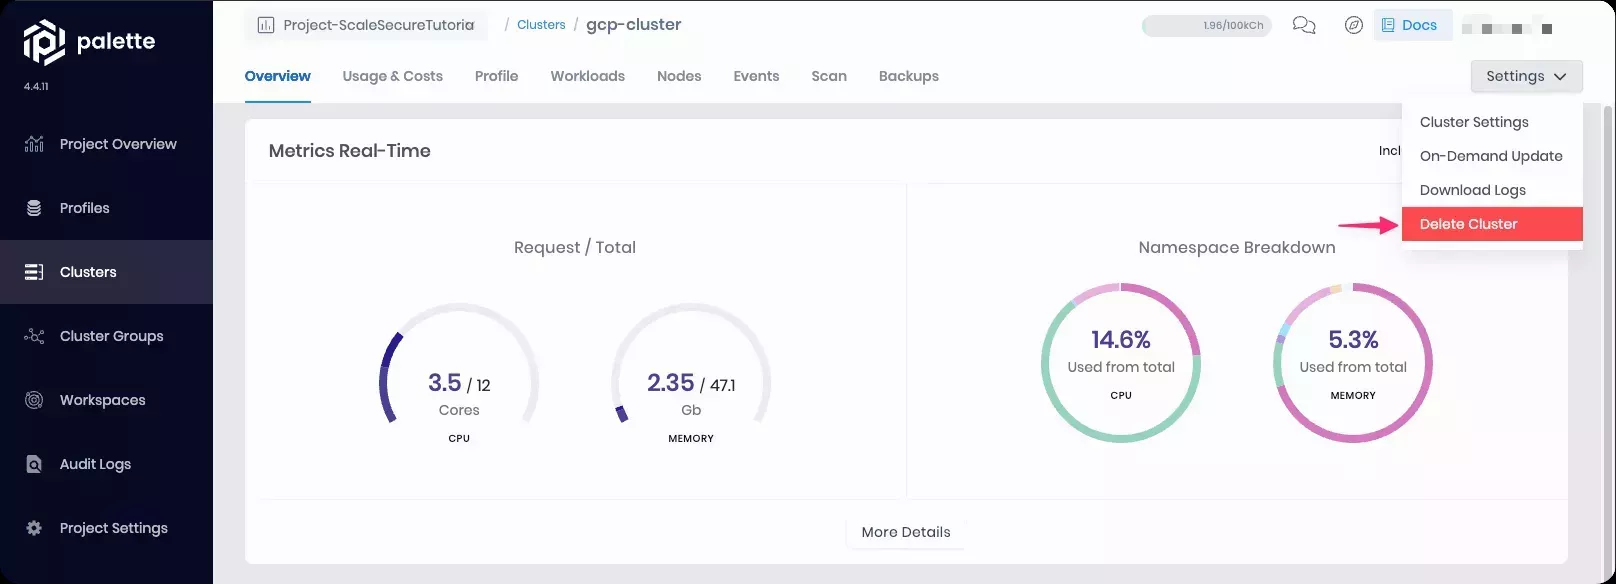 palette
4.4.11
Project Overview
Profiles
Clusters
Cluster Groups
Workspaces
Audit Logs
Project Settings
Project-ScaleSecureTutoria
/ Clusters / gcp-cluster
1.96/100kCh
Docs
Overview
Usage & Costs
Profile
Workloads
Nodes
Events
Scan
Backups
Settings
Cluster Settings
On-Demand Update
Download Logs
Delete Cluster
Metrics Real-Time
Incl
Request / Total
3.5 / 12
Cores
CPU
2.35 / 47.1
Gb
MEMORY
Namespace Breakdown
14.6%
Used from total
CPU
5.3%
Used from total
MEMORY
More Details